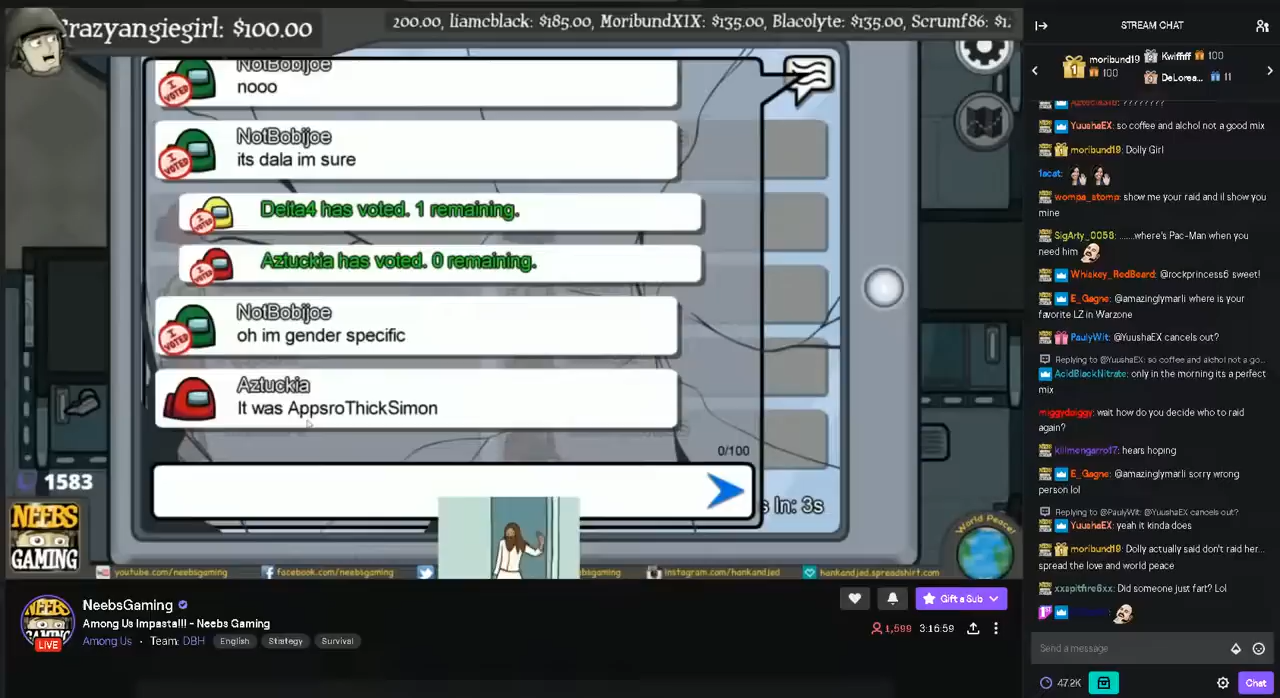 crazyangiegirl: $100.00
200.00, liamcblack: $185.00, MoribundX1X: $135.00, Blacolyte: $135.00, Scrumf86: $1
NotBobijoe
nooo
NotBobijoe
its dala im sure
Delta4 has voted. 1 remaining.
Aztuckia has voted. 0 remaining.
NotBobijoe
oh im gender specific
Aztuckia
It was AppsroThickSimon
0/100
s In: 3s
I VOTED
1583
NEEBS
GAMING
World Peace!
youtube.com/neebsgaming
facebook.com/neebsgaming
bsgaming
instagram.com/hankandjed
hankandjed.spreadshirt.com
NeebsGaming
Among Us Impasta!!! - Neebs Gaming
Among Us · Team: DBH English Strategy Survival
LIVE
Gift a Sub
1,599 3:16:59
STREAM CHAT
moribund19 100
Kwiffiff 100
DeLorea... 11
????????
YuushaEX: so coffee and alchol not a good mix
moribund19: Dolly Girl
1acat:
wompa_stomp: show me your raid and il show you
mine
SigArty_0058: .......where's Pac-Man when you
need him
Whiskey_RedBeard: @rockprincess6 sweet!
E_Gagne: @amazinglymarli where is your
favorite LZ in Warzone
PaulyWit: @YuushaEX cancels out?
Replying to @YuushaEX: so coffee and alchol not a go...
AcidBlackNitrate: only in the morning its a perfect
mix
miggydoiggy: wait how do you decide who to raid
again?
killmengarro17: hears hoping
E_Gagne: @amazinglymarli sorry wrong
person lol
Replying to @PaulyWit: @YuushaEX cancels out?
YuushaEX: yeah it kinda does
moribund19: Dolly actually said don't raid her...
spread the love and world peace
xxspitfire6xx: Did someone just fart? Lol
Send a message
47.2K
Chat